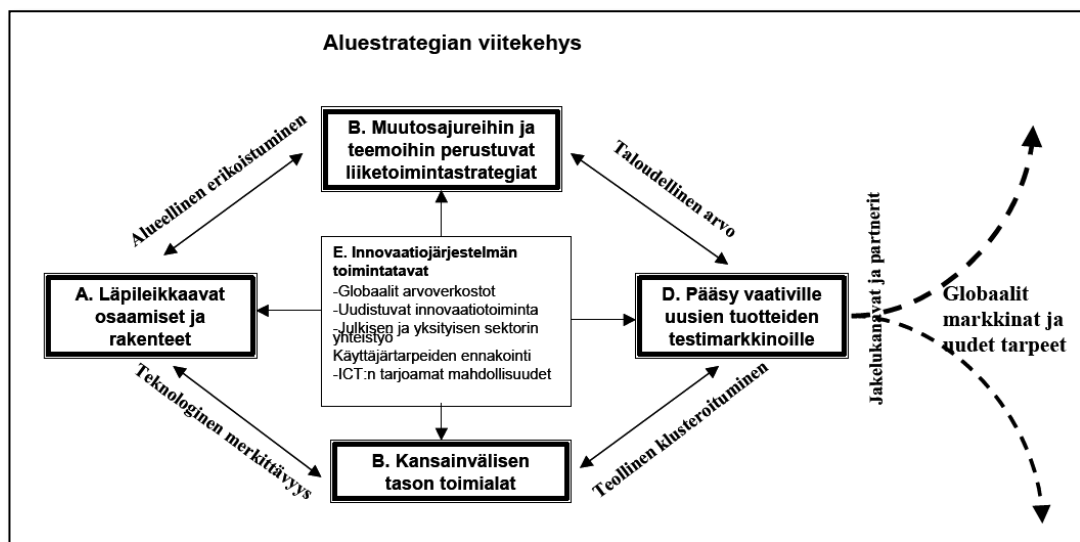 Aluestrategian viitekehys
Alueellinen erikoistuminen
B. Muutosajureihin ja
teemoihin perustuvat
liiketoimintastrategiat
Taloudellinen arvo
A. Läpileikkaavat
osaamiset ja
rakenteet
E. Innovaatiojärjestelmän
toimintatavat
-Globaalit arvoverkostot
-Uudistuvat innovaatiotoiminta
-Julkisen ja yksityisen sektorin
yhteistyo
Käyttäjärtarpeiden ennakointi
-ICT:n tarjoamat mahdollisuudet
D. Pääsy vaativille
uusien tuotteiden
testimarkkinoille
Jakelukanavat ja partnerit
Globaalit
markkinat ja
uudet tarpeet
Teknologinen merkittävyys
B. Kansainvälisen
tason toimialat
Teollinen klusteroituminen